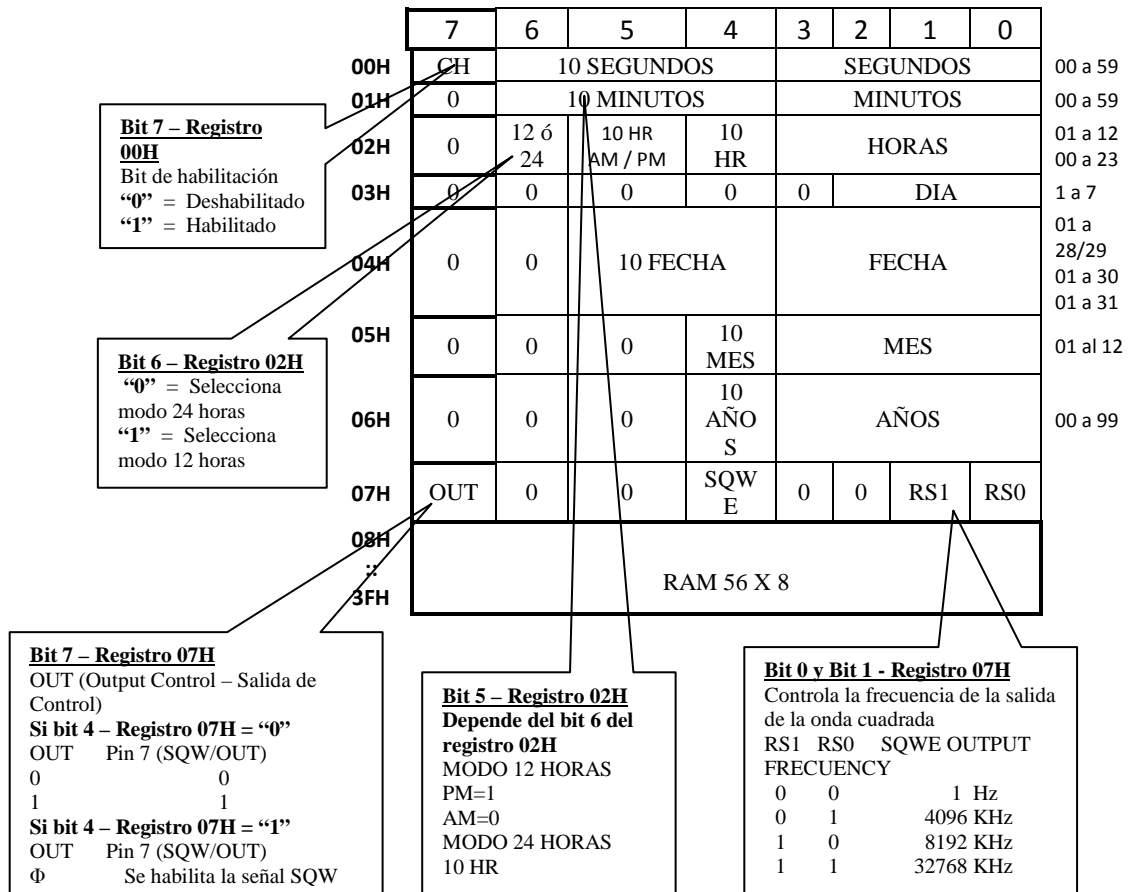 7 6 5 4 3 2 1 0
00H CH 10 SEGUNDOS SEGUNDOS 00 a 59
01H 0 10 MINUTOS MINUTOS 00 a 59
02H 0 12 ó 24 10 HR AM / PM 10 HR HORAS 01 a 12 00 a 23
03H 0 0 0 0 0 DIA 1 a 7
04H 0 0 10 FECHA FECHA 01 a 28/29 01 a 30 01 a 31
05H 0 0 0 10 MES MES 01 al 12
06H 0 0 0 10 AÑO S AÑOS 00 a 99
07H OUT 0 0 SQW E 0 0 RS1 RS0
08H
::
3FH
RAM 56 X 8
Bit 7 – Registro
00H
Bit de habilitación
“0” = Deshabilitado
“1” = Habilitado
Bit 6 – Registro 02H
“0” = Selecciona
modo 24 horas
“1” = Selecciona
modo 12 horas
Bit 7 – Registro 07H
OUT (Output Control – Salida de
Control)
Si bit 4 – Registro 07H = “0”
OUT Pin 7 (SQW/OUT)
0 0
1 1
Si bit 4 – Registro 07H = “1”
OUT Pin 7 (SQW/OUT)
Φ Se habilita la señal SQW
Bit 5 – Registro 02H
Depende del bit 6 del
registro 02H
MODO 12 HORAS
PM=1
AM=0
MODO 24 HORAS
10 HR
Bit 0 y Bit 1 - Registro 07H
Controla la frecuencia de la salida
de la onda cuadrada
RS1 RS0 SQWE OUTPUT
FRECUENCY
0 0 1 Hz
0 1 4096 KHz
1 0 8192 KHz
1 1 32768 KHz